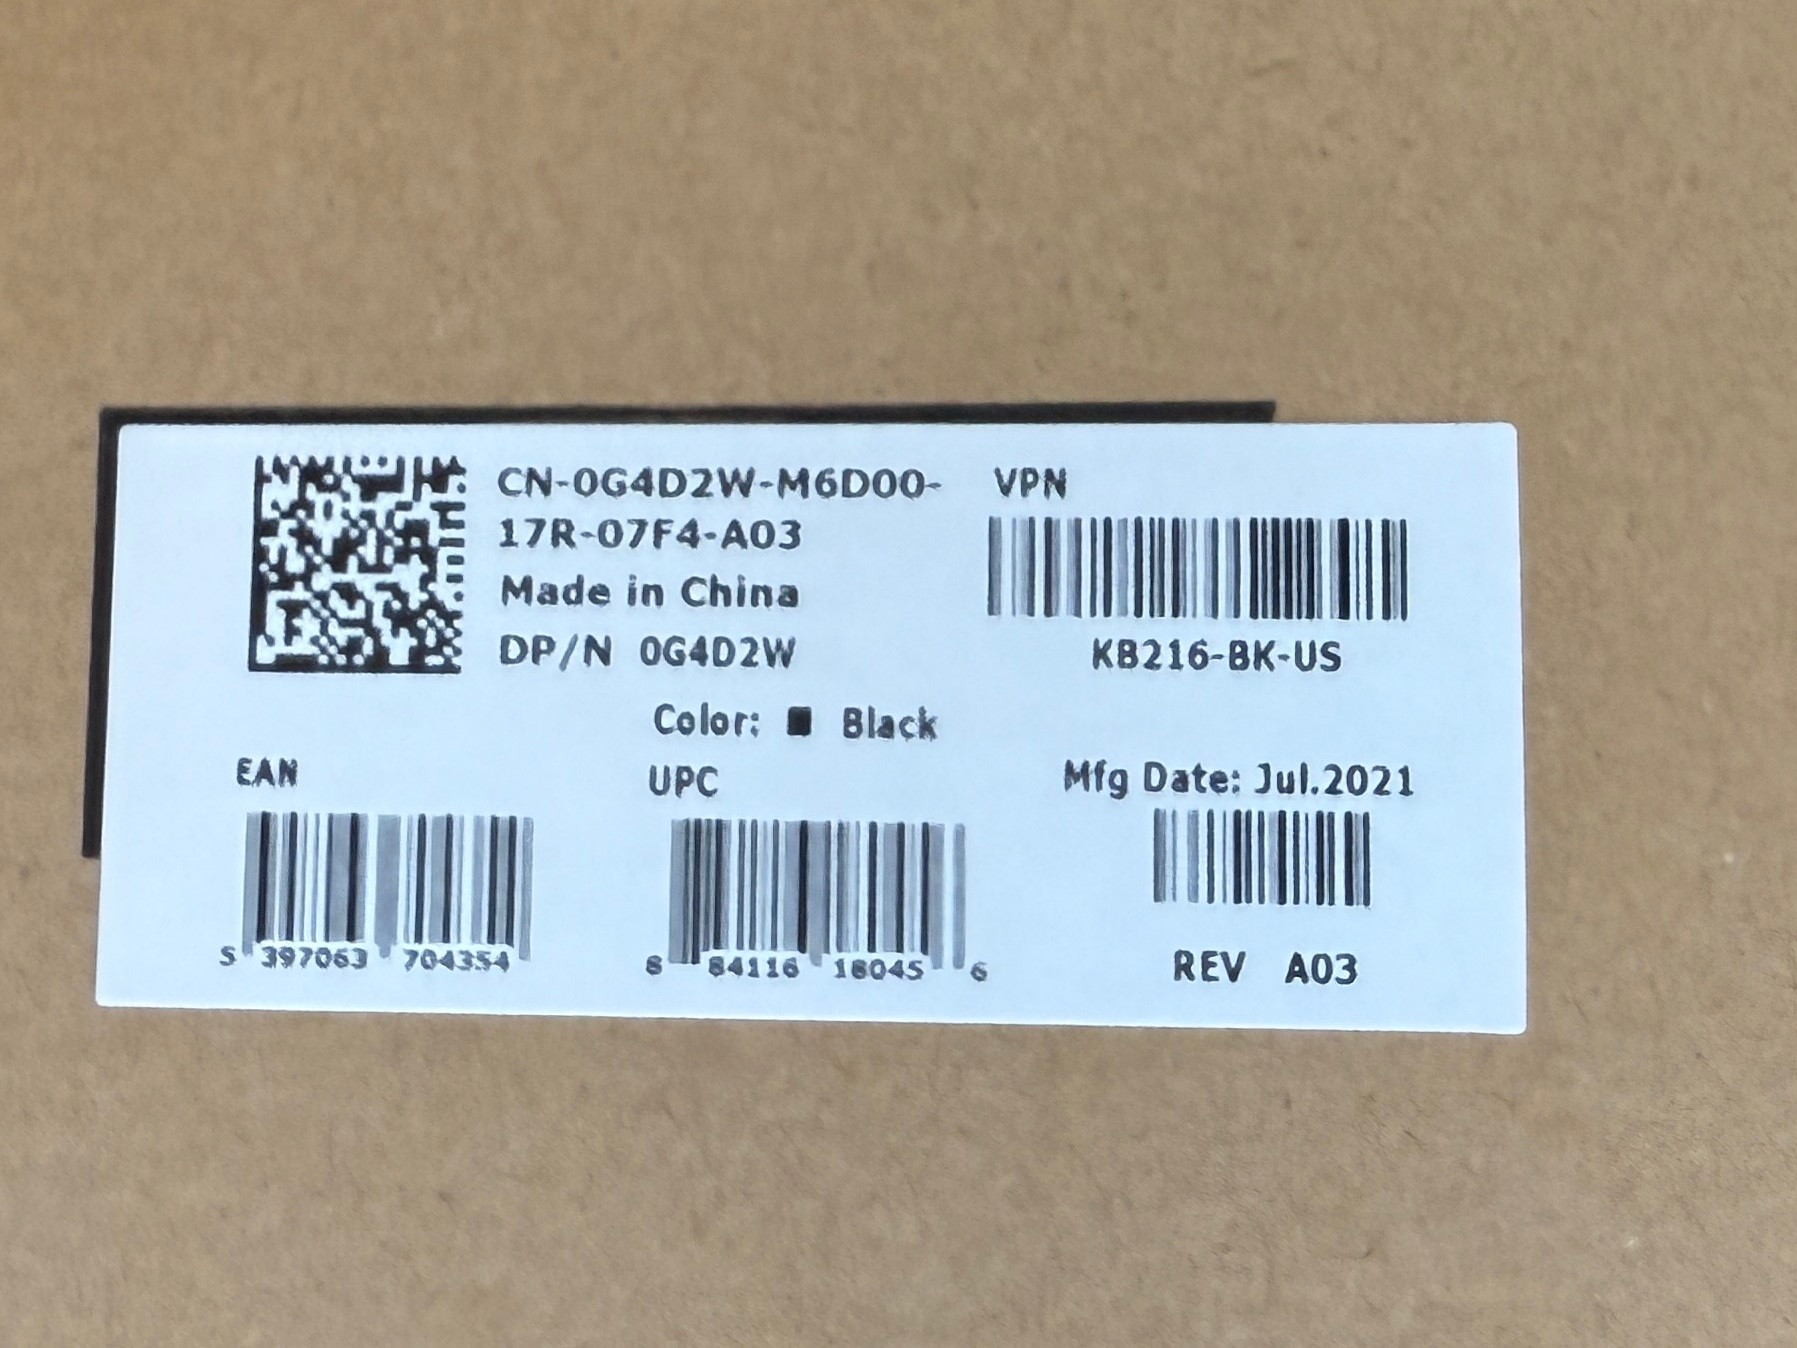 CN-0G4D2W-M6D00-
17R-07F4-A03
Made in China
DP/N 0G4D2W
VPN
KB216-BK-US
Color: Black
EAN
5 397063 704354
UPC
8 84116 18045 6
Mfg Date: Jul.2021
REV A03